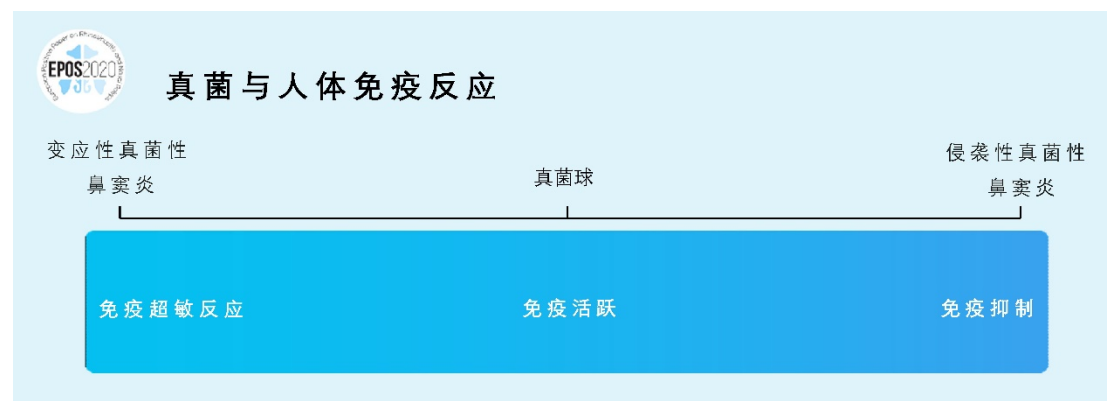 EPOS2020
真菌与人体免疫反应
变应性真菌性
鼻窦炎
真菌球
侵袭性真菌性
鼻窦炎
免疫超敏反应
免疫活跃
免疫抑制